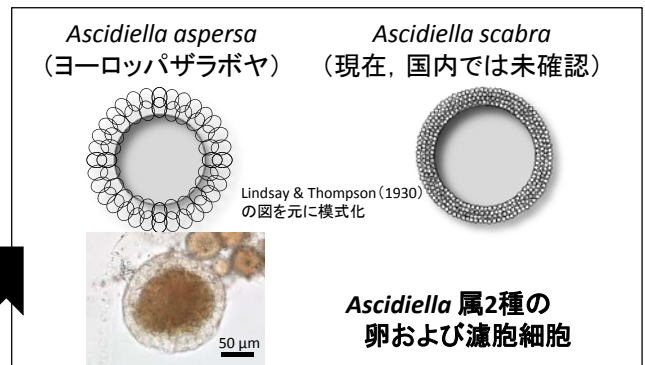 Ascidiella aspersa
(ヨーロッパザラボヤ)
Ascidiella scabra
(現在,国内では未確認)
Lindsay & Thompson(1930)
の図を元に模式化
50 μm
Ascidiella 属2種の
卵および濾胞細胞